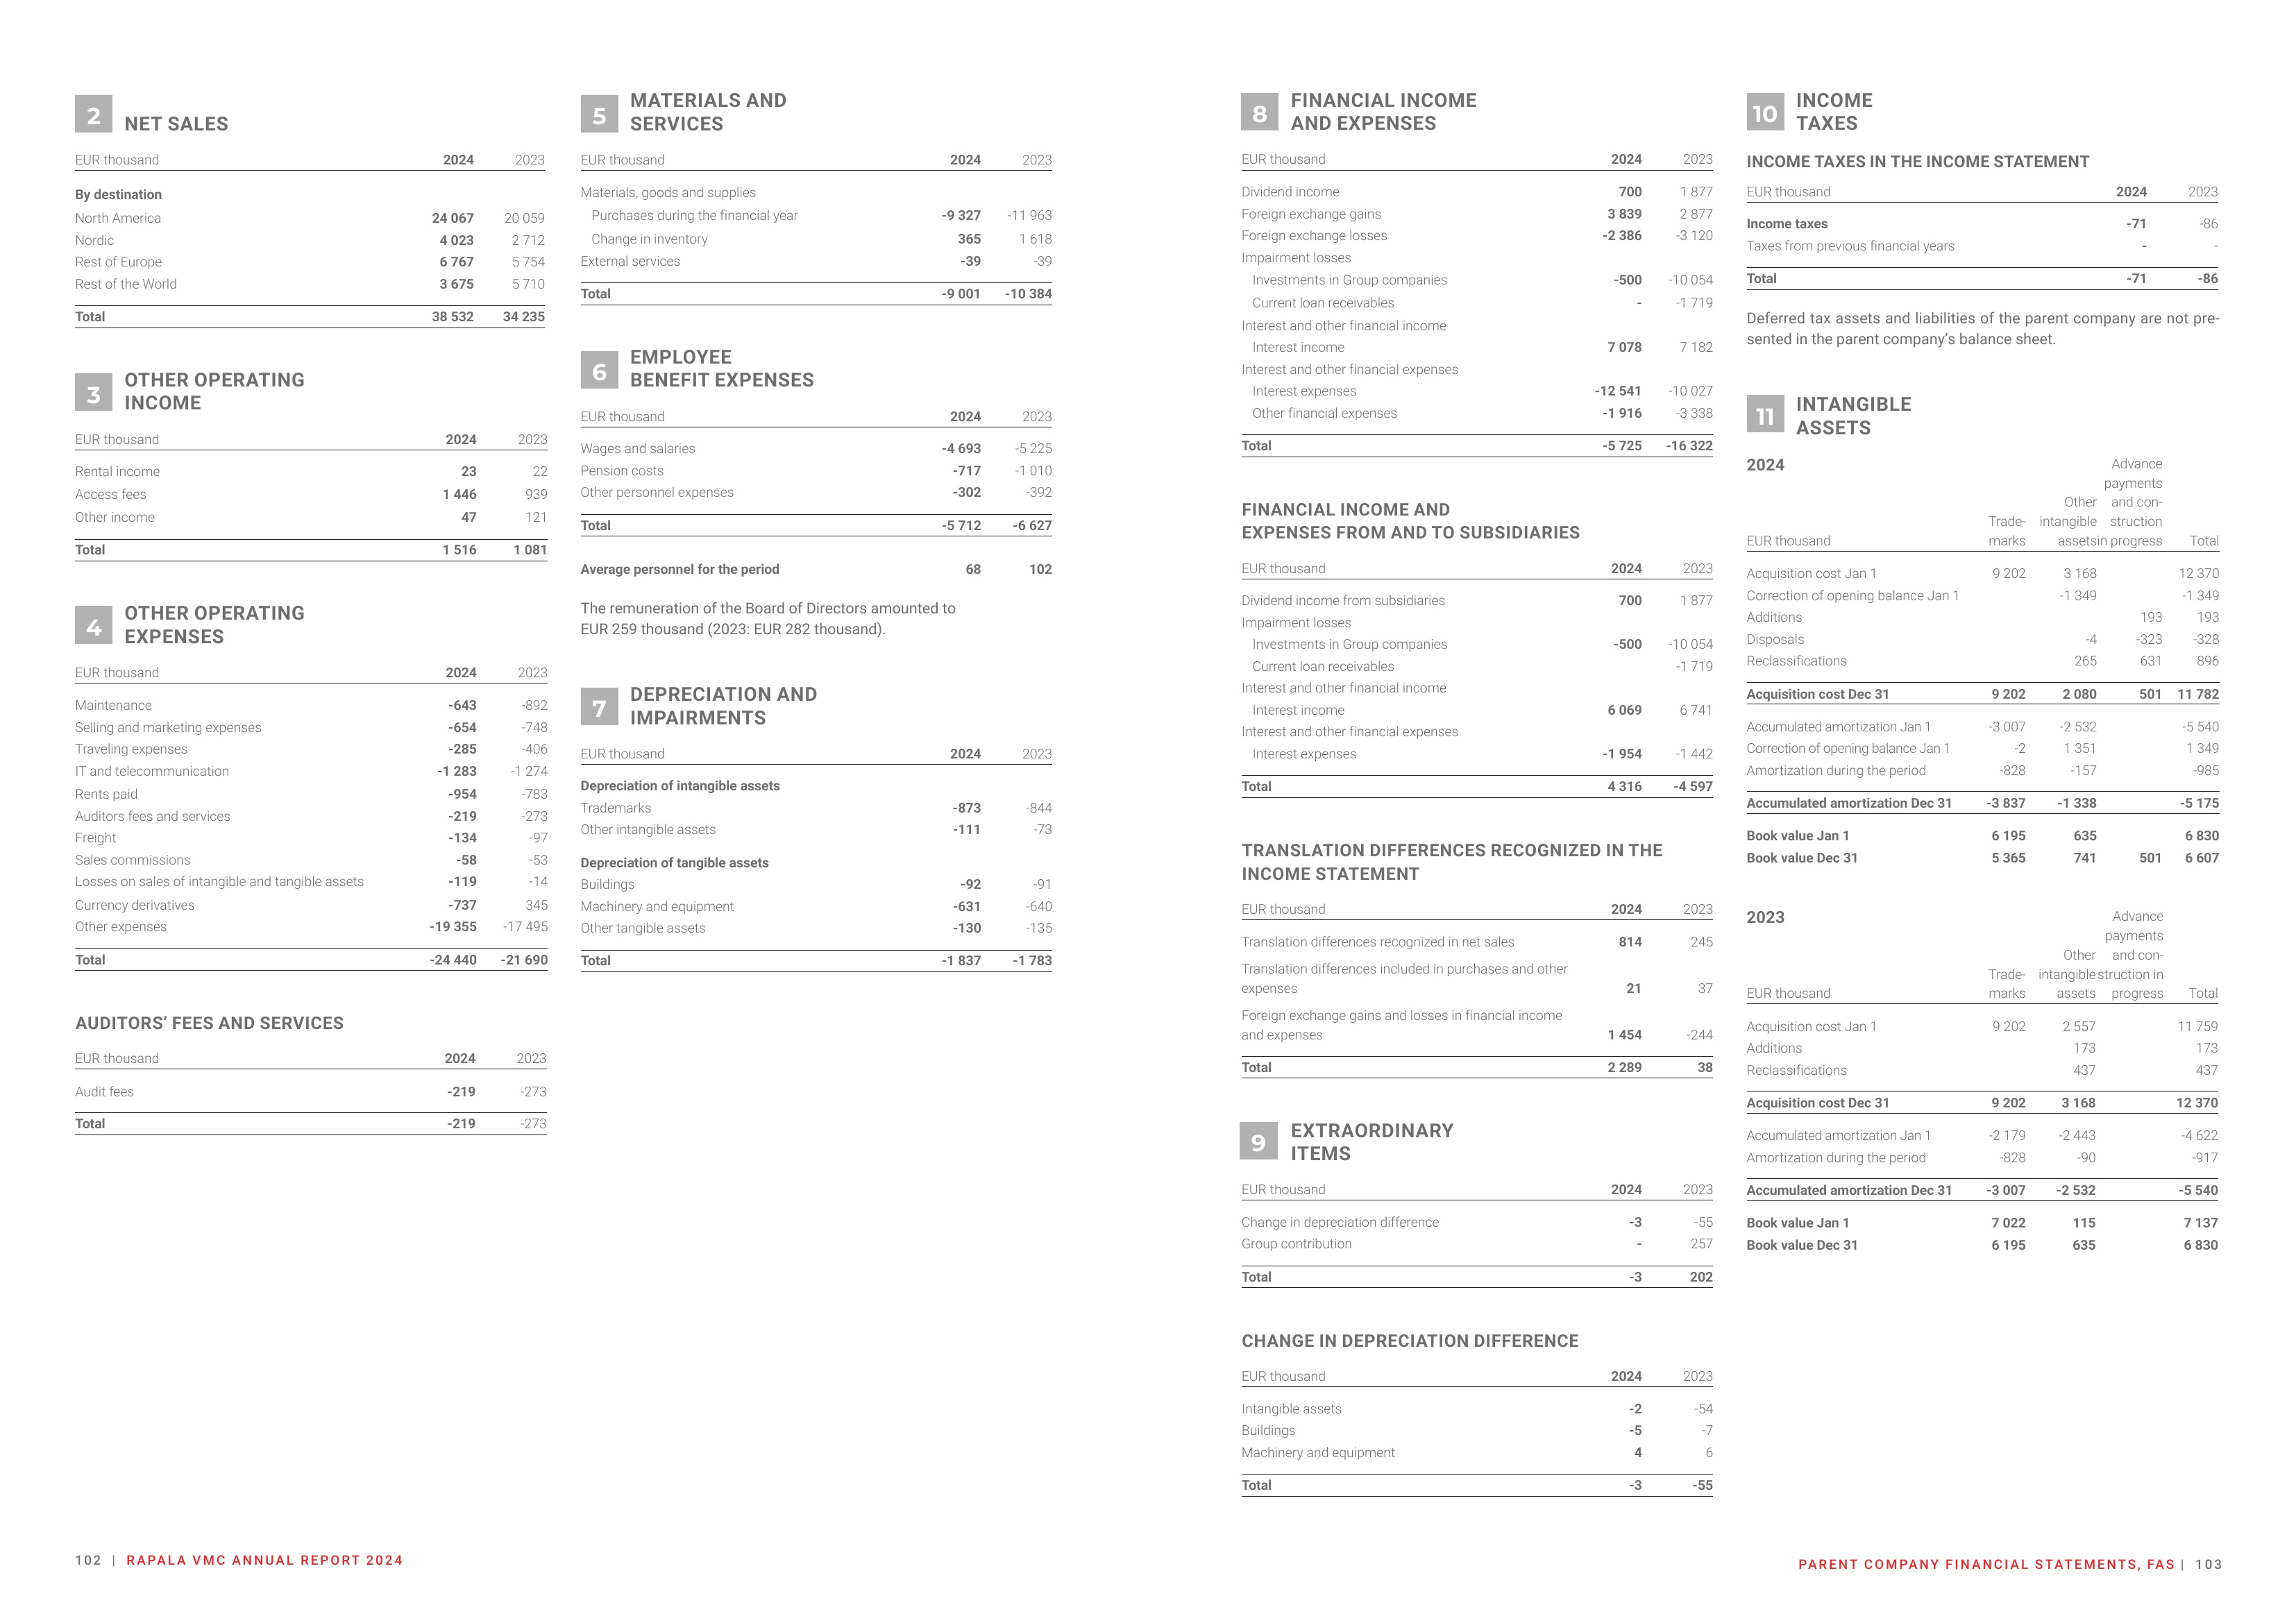 2 NET SALES
EUR thousand 2024 2023
By destination
North America 24 067 20 059
Nordic 4 023 2 712
Rest of Europe 6 767 5 754
Rest of the World 3 675 5 710
Total 38 532 34 235
3 OTHER OPERATING
INCOME
EUR thousand 2024 2023
Rental income 23 22
Access fees 1 446 939
Other income 47 121
Total 1 516 1 081
4 OTHER OPERATING
EXPENSES
EUR thousand 2024 2023
Maintenance -643 -892
Selling and marketing expenses -654 -748
Traveling expenses -285 -406
IT and telecommunication -1 283 -1 274
Rents paid -954 -783
Auditors fees and services -219 -273
Freight -134 -97
Sales commissions -58 -53
Losses on sales of intangible and tangible assets -119 -14
Currency derivatives -737 345
Other expenses -19 355 -17 495
Total -24 440 -21 690
AUDITORS’ FEES AND SERVICES
EUR thousand 2024 2023
Audit fees -219 -273
Total -219 -273
5 MATERIALS AND
SERVICES
EUR thousand 2024 2023
Materials, goods and supplies
Purchases during the financial year -9 327 -11 963
Change in inventory 365 1 618
External services -39 -39
Total -9 001 -10 384
6 EMPLOYEE
BENEFIT EXPENSES
EUR thousand 2024 2023
Wages and salaries -4 693 -5 225
Pension costs -717 -1 010
Other personnel expenses -302 -392
Total -5 712 -6 627
Average personnel for the period 68 102
The remuneration of the Board of Directors amounted to
EUR 259 thousand (2023: EUR 282 thousand).
7 DEPRECIATION AND
IMPAIRMENTS
EUR thousand 2024 2023
Depreciation of intangible assets
Trademarks -873 -844
Other intangible assets -111 -73
Depreciation of tangible assets
Buildings -92 -91
Machinery and equipment -631 -640
Other tangible assets -130 -135
Total -1 837 -1 783
102 | RAPALA VMC ANNUAL REPORT 2024
8 FINANCIAL INCOME
AND EXPENSES
EUR thousand 2024 2023
Dividend income 700 1 877
Foreign exchange gains 3 839 2 877
Foreign exchange losses -2 386 -3 120
Impairment losses
Investments in Group companies -500 -10 054
Current loan receivables - -1 719
Interest and other financial income
Interest income 7 078 7 182
Interest and other financial expenses
Interest expenses -12 541 -10 027
Other financial expenses -1 916 -3 338
Total -5 725 -16 322
FINANCIAL INCOME AND
EXPENSES FROM AND TO SUBSIDIARIES
EUR thousand 2024 2023
Dividend income from subsidiaries 700 1 877
Impairment losses
Investments in Group companies -500 -10 054
Current loan receivables -1 719
Interest and other financial income
Interest income 6 069 6 741
Interest and other financial expenses
Interest expenses -1 954 -1 442
Total 4 316 -4 597
TRANSLATION DIFFERENCES RECOGNIZED IN THE
INCOME STATEMENT
EUR thousand 2024 2023
Translation differences recognized in net sales 814 245
Translation differences included in purchases and other
expenses 21 37
Foreign exchange gains and losses in financial income
and expenses 1 454 -244
Total 2 289 38
9 EXTRAORDINARY
ITEMS
EUR thousand 2024 2023
Change in depreciation difference -3 -55
Group contribution - 257
Total -3 202
CHANGE IN DEPRECIATION DIFFERENCE
EUR thousand 2024 2023
Intangible assets -2 -54
Buildings -5 -7
Machinery and equipment 4 6
Total -3 -55
10 INCOME
TAXES
INCOME TAXES IN THE INCOME STATEMENT
EUR thousand 2024 2023
Income taxes -71 -86
Taxes from previous financial years - -
Total -71 -86
Deferred tax assets and liabilities of the parent company are not pre-
sented in the parent company’s balance sheet.
11 INTANGIBLE
ASSETS
2024 Advance
payments
Other and con-
Trade- intangible struction
EUR thousand marks assets in progress Total
Acquisition cost Jan 1 9 202 3 168 12 370
Correction of opening balance Jan 1 -1 349 -1 349
Additions 193 193
Disposals -4 -323 -328
Reclassifications 265 631 896
Acquisition cost Dec 31 9 202 2 080 501 11 782
Accumulated amortization Jan 1 -3 007 -2 532 -5 540
Correction of opening balance Jan 1 -2 1 351 1 349
Amortization during the period -828 -157 -985
Accumulated amortization Dec 31 -3 837 -1 338 -5 175
Book value Jan 1 6 195 635 6 830
Book value Dec 31 5 365 741 501 6 607
2023 Advance
payments
Other and con-
Trade- intangible struction in
EUR thousand marks assets progress Total
Acquisition cost Jan 1 9 202 2 557 11 759
Additions 173 173
Reclassifications 437 437
Acquisition cost Dec 31 9 202 3 168 12 370
Accumulated amortization Jan 1 -2 179 -2 443 -4 622
Amortization during the period -828 -90 -917
Accumulated amortization Dec 31 -3 007 -2 532 -5 540
Book value Jan 1 7 022 115 7 137
Book value Dec 31 6 195 635 6 830
PARENT COMPANY FINANCIAL STATEMENTS, FAS | 103